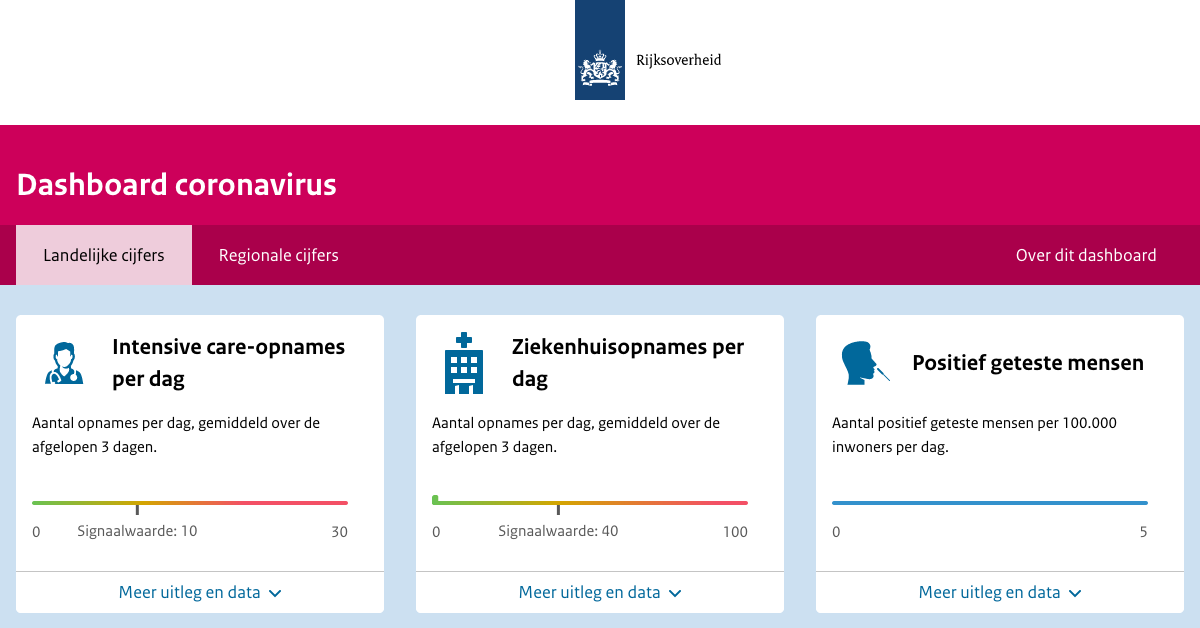 Rijksoverheid
Dashboard coronavirus
Landelijke cijfers
Regionale cijfers
Over dit dashboard
Intensive care-opnames
per dag
Aantal opnames per dag, gemiddeld over de
afgelopen 3 dagen.
0
Signaalwaarde: 10
30
Meer uitleg en data
Ziekenhuisopnames per
dag
Aantal opnames per dag, gemiddeld over de
afgelopen 3 dagen.
0
Signaalwaarde: 40
100
Meer uitleg en data
Positief geteste mensen
Aantal positief geteste mensen per 100.000
inwoners per dag.
0
5
Meer uitleg en data